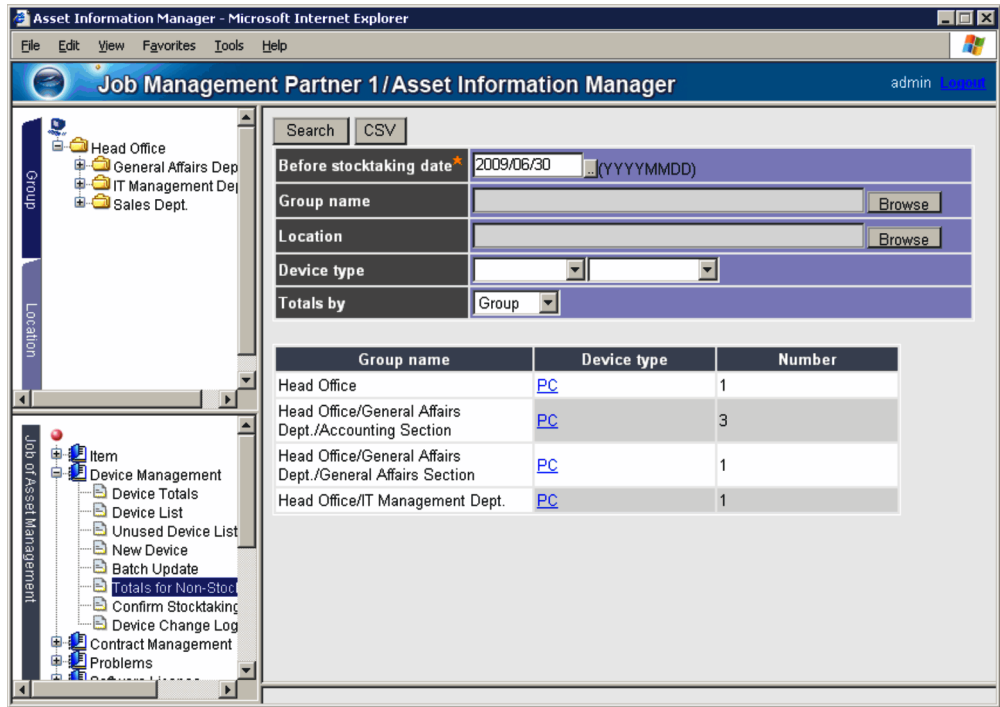 Asset Information Manager - Microsoft Internet Explorer
File Edit View Favorites Tools Help
Job Management Partner 1/Asset Information Manager
admin Logout
Group
Location
Head Office
General Affairs Dep
IT Management De
Sales Dept.
Job of Asset Management
Item
Device Management
Device Totals
Device List
Unused Device List
New Device
Batch Update
Totals for Non-Stoc
Confirm Stocktaking
Device Change Log
Contract Management
Problems
Search CSV
Before stocktaking date* 2009/06/30 .. (YYYYMMDD)
Group name Browse
Location Browse
Device type
Totals by Group
Group name Device type Number
Head Office PC 1
Head Office/General Affairs
Dept./Accounting Section PC 3
Head Office/General Affairs
Dept./General Affairs Section PC 1
Head Office/IT Management Dept. PC 1